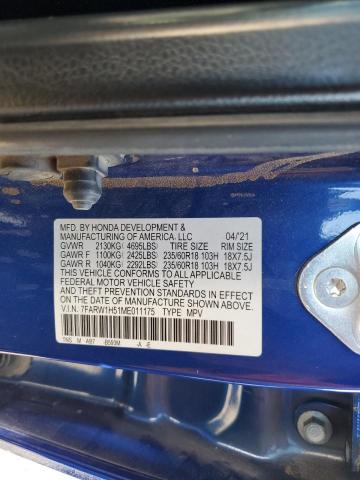 MFD. BY HONDA DEVELOPMENT &
MANUFACTURING OF AMERICA, LLC 04/'21
GVWR 2130KG( 4695LBS) TIRE SIZE RIM SIZE
GAWR F 1100KG( 2425LBS) 235/60R18 103H 18X7.5J
GAWR R 1040KG( 2292LBS) 235/60R18 103H 18X7.5J
THIS VEHICLE CONFORMS TO ALL APPLICABLE
FEDERAL MOTOR VEHICLE SAFETY
AND THEFT PREVENTION STANDARDS IN EFFECT
ON THE DATE OF MANUFACTURE SHOWN ABOVE.
V.I.N. 7FARW1H51ME011175 TYPE MPV
M A97 -B593M -A -E